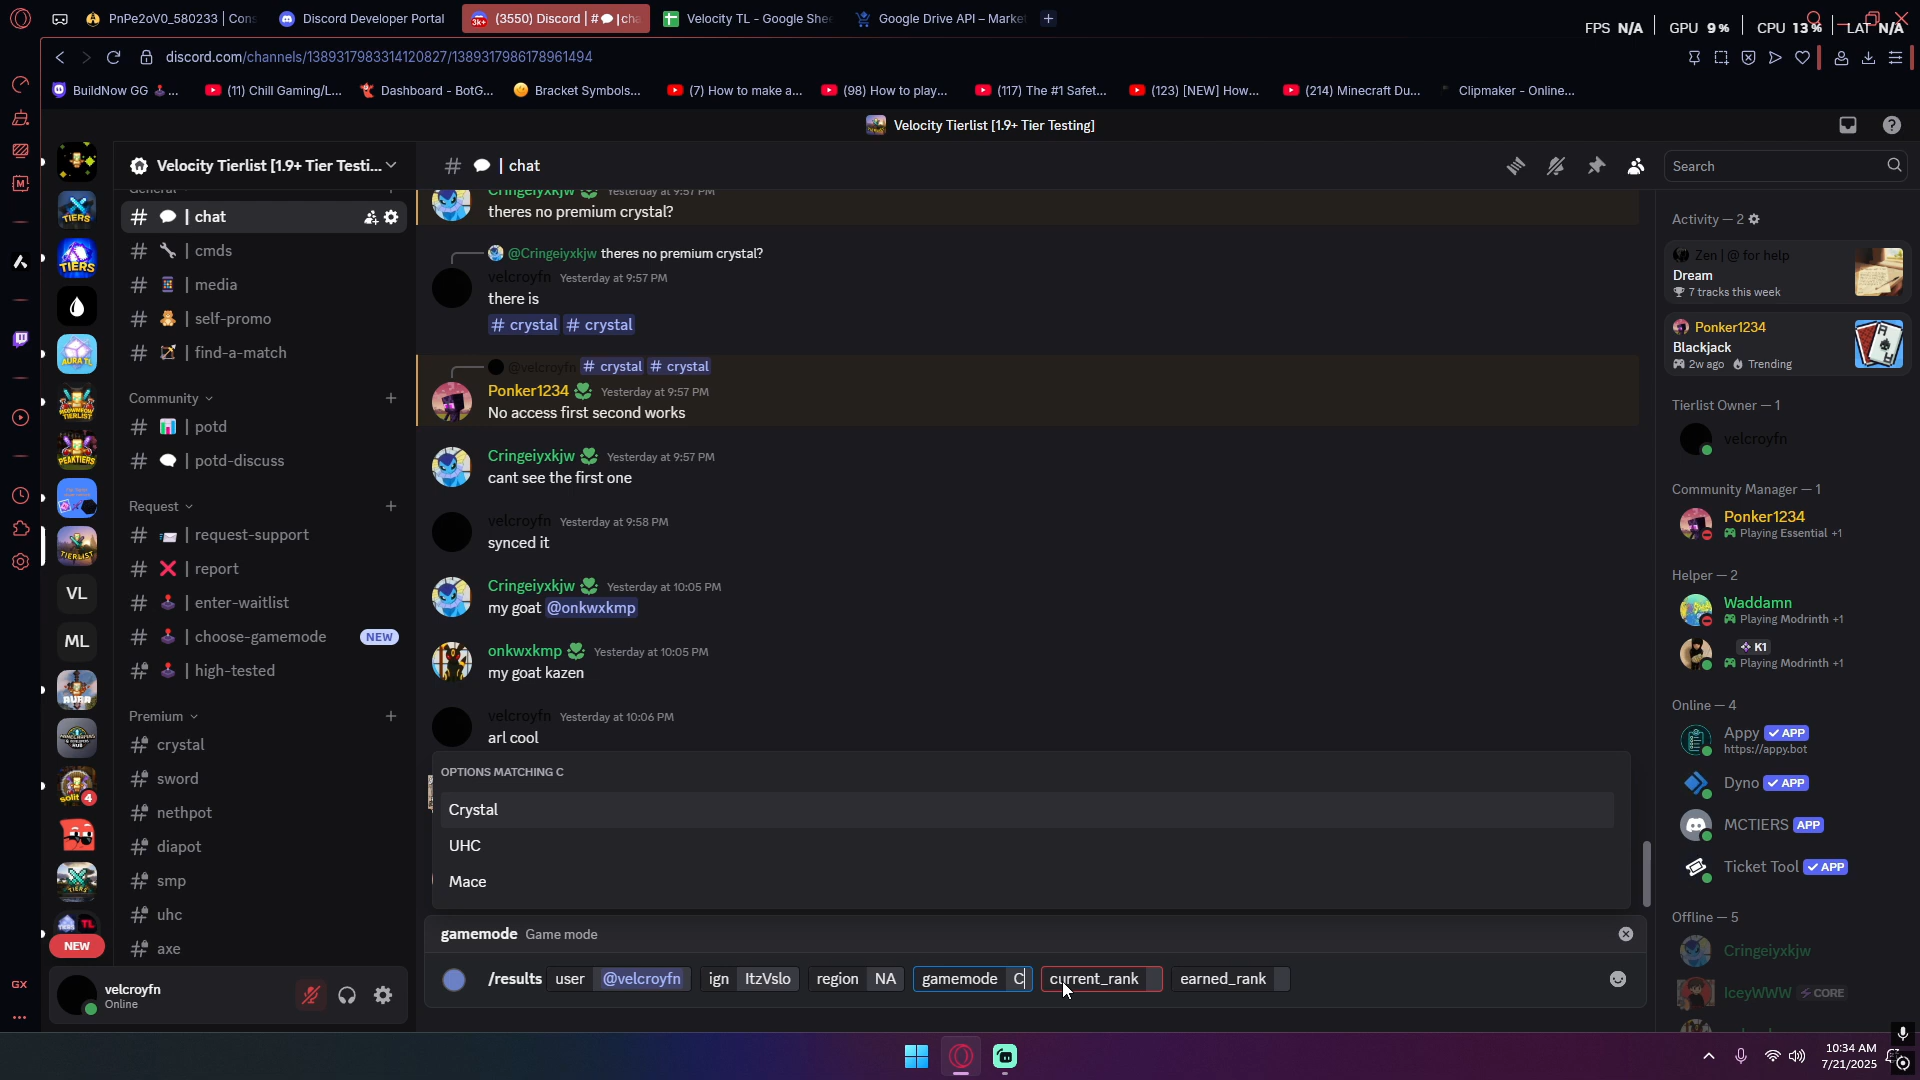 PnPe2oV0_580233 | Con
Discord Developer Portal
(3550) Discord | # | ch
Velocity TL - Google She
Google Drive API – Marke
FPS N/A
GPU 9%
CPU 13%
LAT N/A
discord.com/channels/1389317983314120827/1389317986178961494
BuildNow GG
(11) Chill Gaming/L...
Dashboard - BotG...
Bracket Symbols...
(7) How to make a...
(98) How to play...
(117) The #1 Safet...
(123) [NEW] How...
(214) Minecraft Du...
Clipmaker - Online...
Velocity Tierlist [1.9+ Tier Testing]
Velocity Tierlist [1.9+ Tier Testi...
General
# | chat
# | cmds
# | media
# | self-promo
# | find-a-match
Community
# | potd
# | potd-discuss
Request
# | request-support
# | report
# | enter-waitlist
# | choose-gamemode NEW
# | high-tested
Premium
# crystal
# sword
# nethpot
# diapot
# smp
# uhc
# axe
VL
ML
NEW
GX
velcroyfn
Online
# | chat
Search
Cringeiyxkjw Yesterday at 9:57 PM
theres no premium crystal?
@Cringeiyxkjw theres no premium crystal?
velcroyfn Yesterday at 9:57 PM
there is
# crystal # crystal
@velcroyfn # crystal # crystal
Ponker1234 Yesterday at 9:57 PM
No access first second works
Cringeiyxkjw Yesterday at 9:57 PM
cant see the first one
velcroyfn Yesterday at 9:58 PM
synced it
Cringeiyxkjw Yesterday at 10:05 PM
my goat @onkwxkmp
onkwxkmp Yesterday at 10:05 PM
my goat kazen
velcroyfn Yesterday at 10:06 PM
arl cool
OPTIONS MATCHING C
Crystal
UHC
Mace
gamemode Game mode
/results user @velcroyfn ign ItzVslo region NA gamemode C current_rank earned_rank
Activity — 2
Zen | @ for help
Dream
7 tracks this week
Ponker1234
Blackjack
2w ago Trending
Tierlist Owner — 1
velcroyfn
Community Manager — 1
Ponker1234
Playing Essential +1
Helper — 2
Waddamn
Playing Modrinth +1
K1
Playing Modrinth +1
Online — 4
Appy APP
https://appy.bot
Dyno APP
MCTIERS APP
Ticket Tool APP
Offline — 5
Cringeiyxkjw
IceyWWW CORE
10:34 AM
7/21/2025